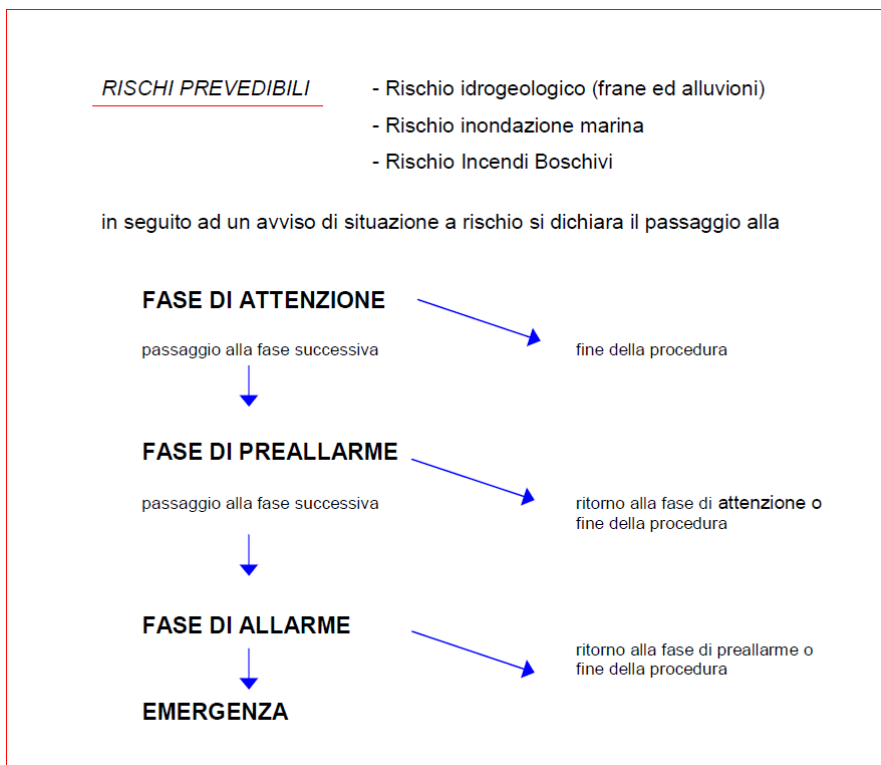 RISCHI PREVEDIBILI - Rischio idrogeologico (frane ed alluvioni)
- Rischio inondazione marina
- Rischio Incendi Boschivi
in seguito ad un avviso di situazione a rischio si dichiara il passaggio alla
FASE DI ATTENZIONE
passaggio alla fase successiva fine della procedura
FASE DI PREALLARME
passaggio alla fase successiva ritorno alla fase di attenzione o
fine della procedura
FASE DI ALLARME
ritorno alla fase di preallarme o
fine della procedura
EMERGENZA